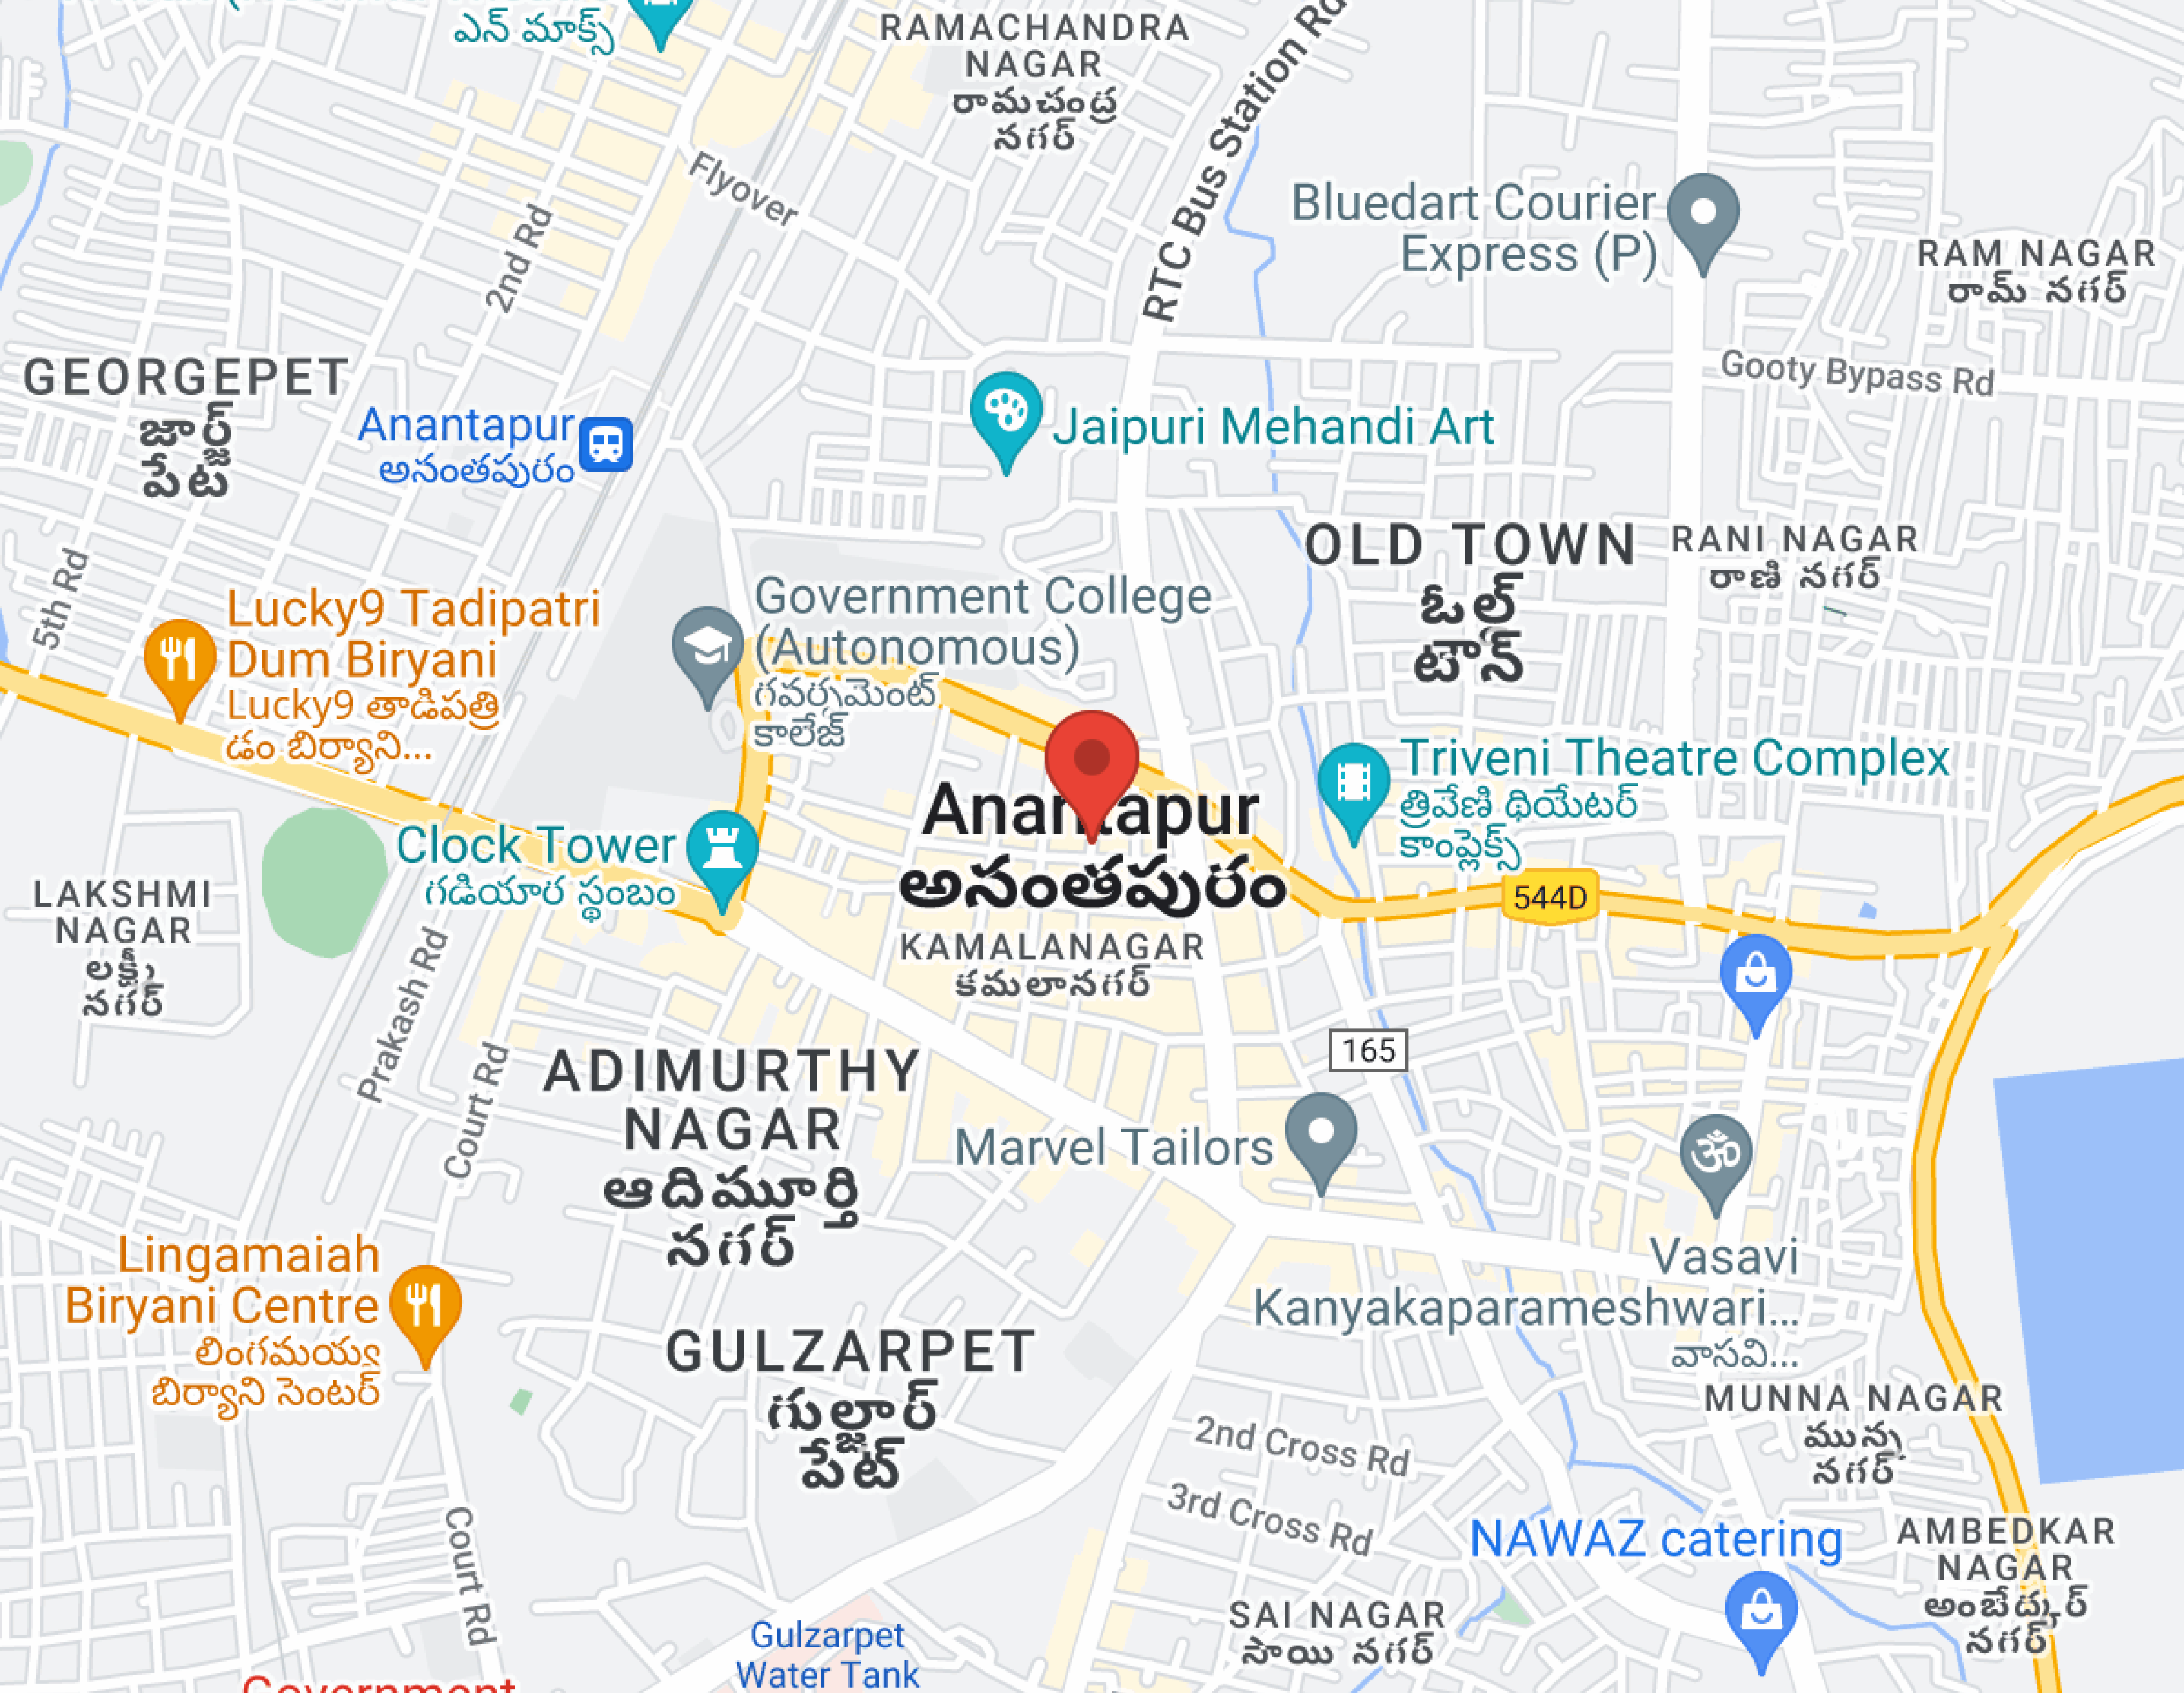 ఎన్ మాక్స్
RAMACHANDRA
NAGAR
రామచంద్ర
నగర్
RTC Bus Station Rd
Flyover
Bluedart Courier
Express (P)
RAM NAGAR
రామ్ నగర్
2nd Rd
Gooty Bypass Rd
GEORGEPET
జార్జ్
పేట
Anantapur
అనంతపురం
Jaipuri Mehandi Art
OLD TOWN
ఓల్డ్
టౌన్
RANI NAGAR
రాణి నగర్
5th Rd
Lucky9 Tadipatri
Dum Biryani
Lucky9 తాడిపత్రి
డం బిర్యాని...
Government College
(Autonomous)
గవర్నమెంట్
కాలేజ్
Triveni Theatre Complex
త్రివేణి థియేటర్
కాంప్లెక్స్
Anantapur
అనంతపురం
Clock Tower
గడియార స్థంబం
544D
LAKSHMI
NAGAR
లక్ష్మీ
నగర్
KAMALANAGAR
కమలానగర్
Prakash Rd
Court Rd
165
ADIMURTHY
NAGAR
ఆదిమూర్తి
నగర్
Marvel Tailors
Vasavi
Kanyakaparameshwari...
వాసవి...
Lingamaiah
Biryani Centre
లింగమయ్య
బిర్యాని సెంటర్
GULZARPET
గుల్జార్
పేట్
MUNNA NAGAR
మున్న
నగర్
2nd Cross Rd
3rd Cross Rd
Court Rd
NAWAZ catering
AMBEDKAR
NAGAR
అంబేద్కర్
నగర్
SAI NAGAR
సాయి నగర్
Gulzarpet
Water Tank
Government